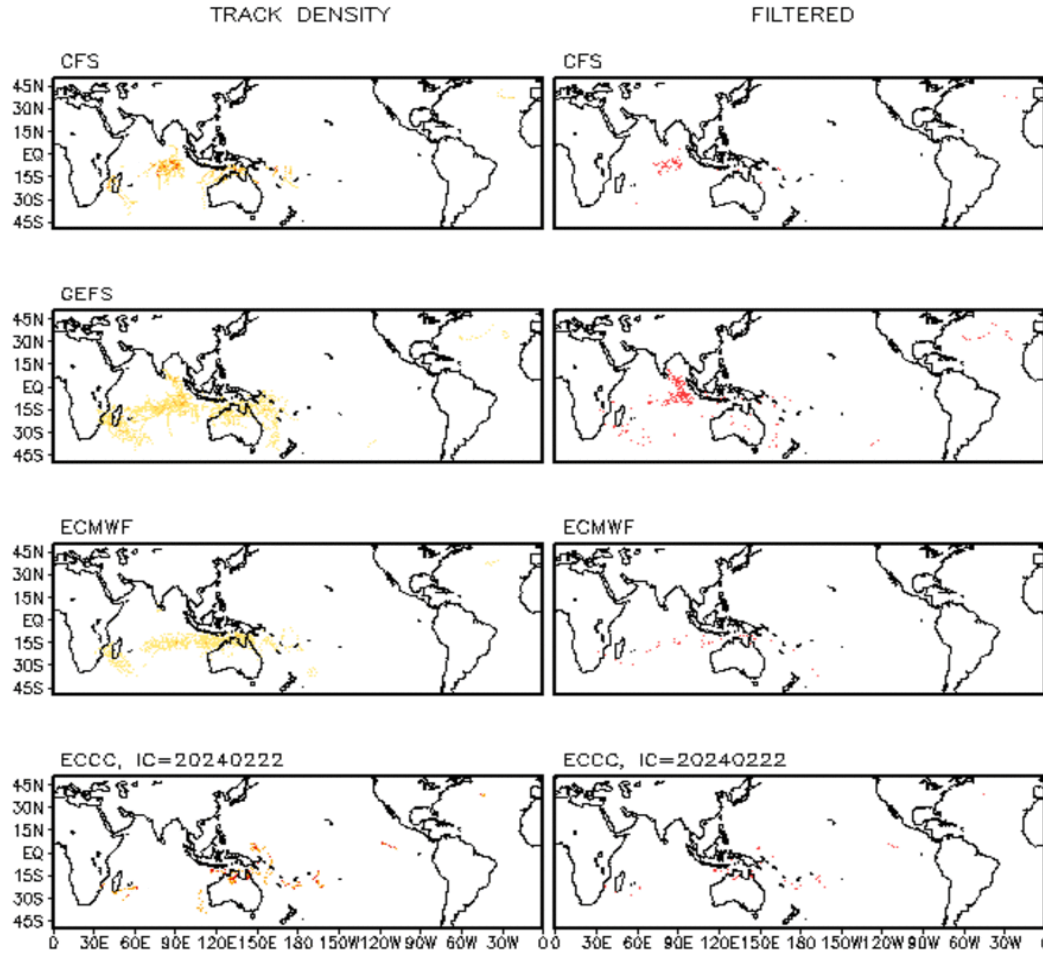 TRACK DENSITY FILTERED
CFS CFS
45N
30N
15N
EQ
15S
30S
45S
GEFS GEFS
45N
30N
15N
EQ
15S
30S
45S
ECMWF ECMWF
45N
30N
15N
EQ
15S
30S
45S
ECCC, IC=20240222 ECCC, IC=20240222
45N
30N
15N
EQ
15S
30S
45S
0 30E 60E 90E 120E 150E 180 150W 120W 90W 60W 30W 0 30E 60E 90E 120E 150E 180 150W 120W 90W 60W 30W